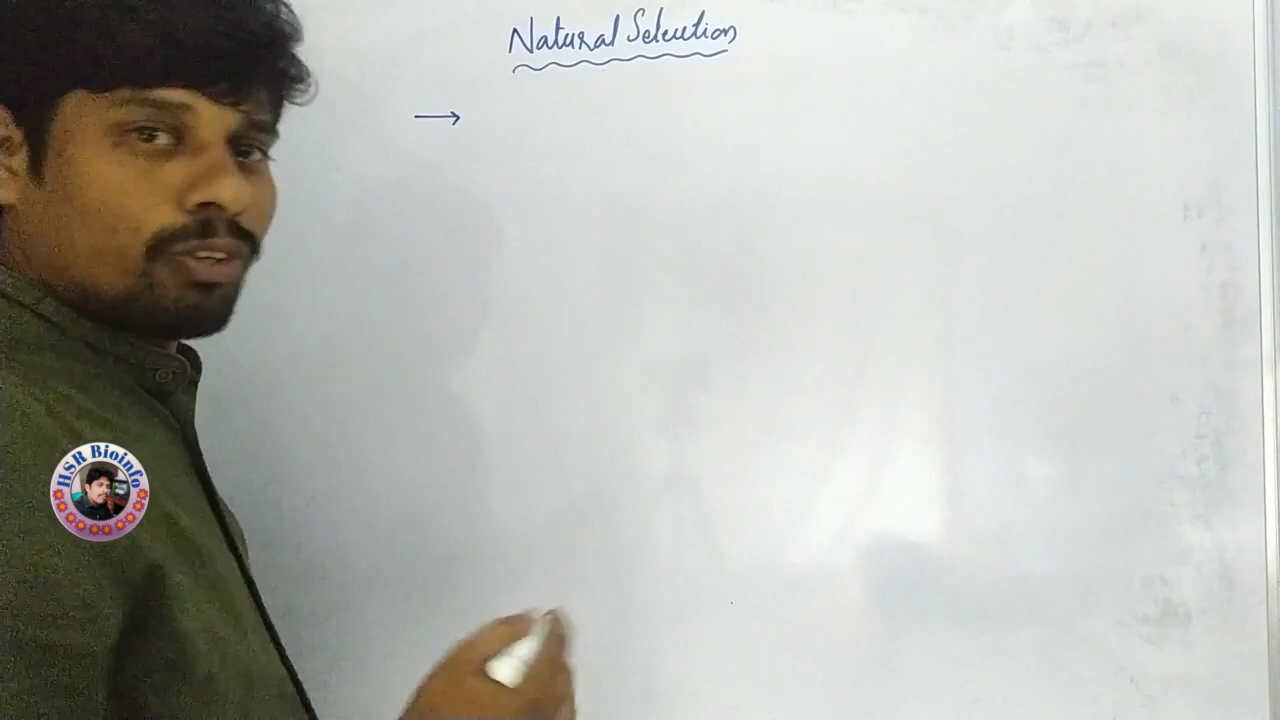 Natural Selection
→
HSR Bioinfo